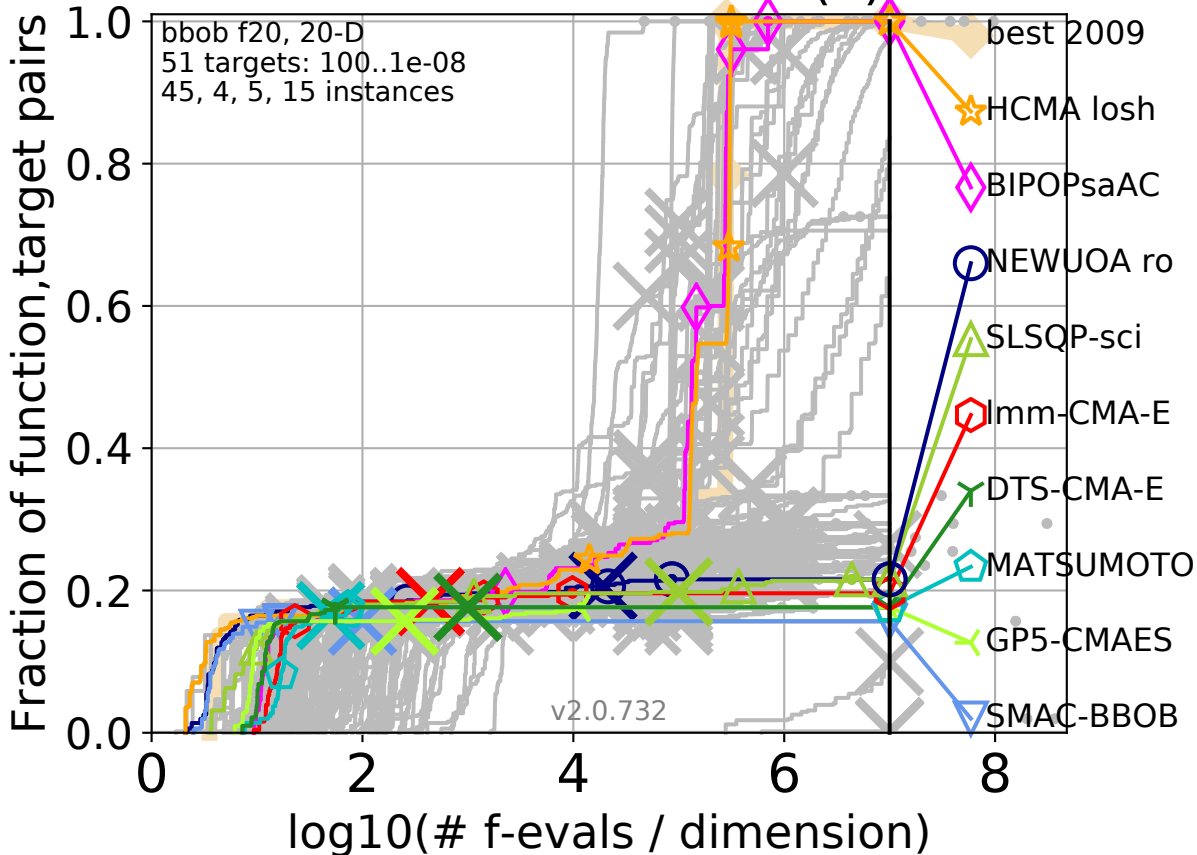 bbob f20, 20-D
51 targets: 100..1e-08
45, 4, 5, 15 instances
Fraction of function,target pairs
1.0
0.8
0.6
0.4
0.2
0.0
0
2
4
6
8
log10(# f-evals / dimension)
v2.0.732
best 2009
HCMA losh
BIPOPsaAC
NEWUOA ro
SLSQP-sci
lmm-CMA-E
DTS-CMA-E
MATSUMOTO
GP5-CMAES
SMAC-BBOB